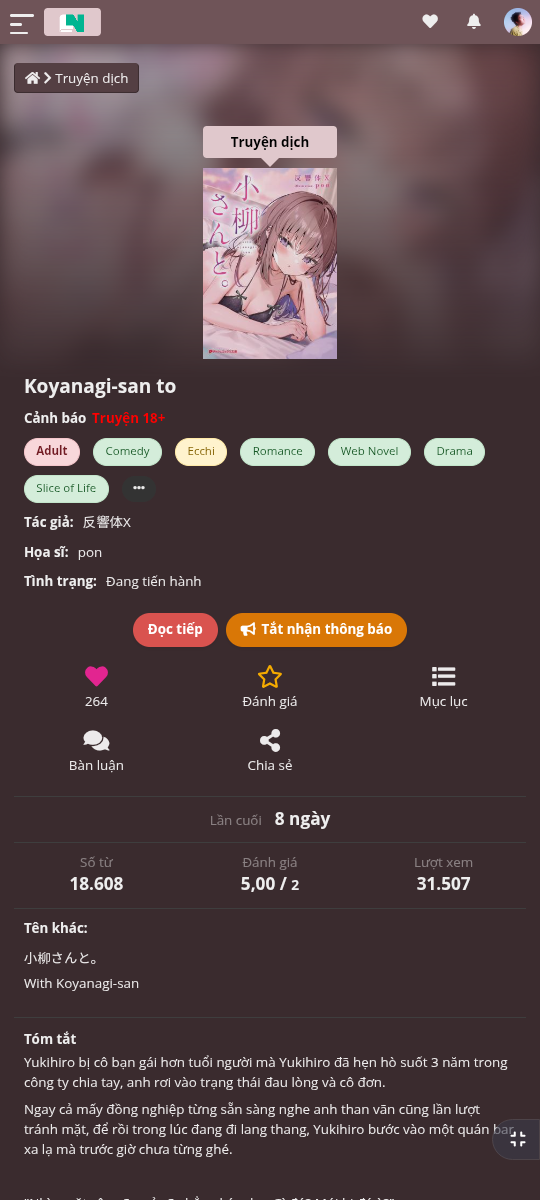 N
Truyện dịch
Truyện dịch
反響体X
pon
小柳さんと。
Koyanagi-san to
Cảnh báo Truyện 18+
Adult Comedy Ecchi Romance Web Novel Drama
Slice of Life •••
Tác giả: 反響体X
Họa sĩ: pon
Tình trạng: Đang tiến hành
Đọc tiếp Tắt nhận thông báo
264 Đánh giá Mục lục
Bàn luận Chia sẻ
Lần cuối 8 ngày
Số từ Đánh giá Lượt xem
18.608 5,00 / 2 31.507
Tên khác:
小柳さんと。
With Koyanagi-san
Tóm tắt
Yukihiro bị cô bạn gái hơn tuổi người mà Yukihiro đã hẹn hò suốt 3 năm trong
công ty chia tay, anh rơi vào trạng thái đau lòng và cô đơn.
Ngay cả mấy đồng nghiệp từng sẵn sàng nghe anh than vãn cũng lần lượt
tránh mặt, để rồi trong lúc đang đi lang thang, Yukihiro bước vào một quán bar
xa lạ mà trước giờ chưa từng ghé.